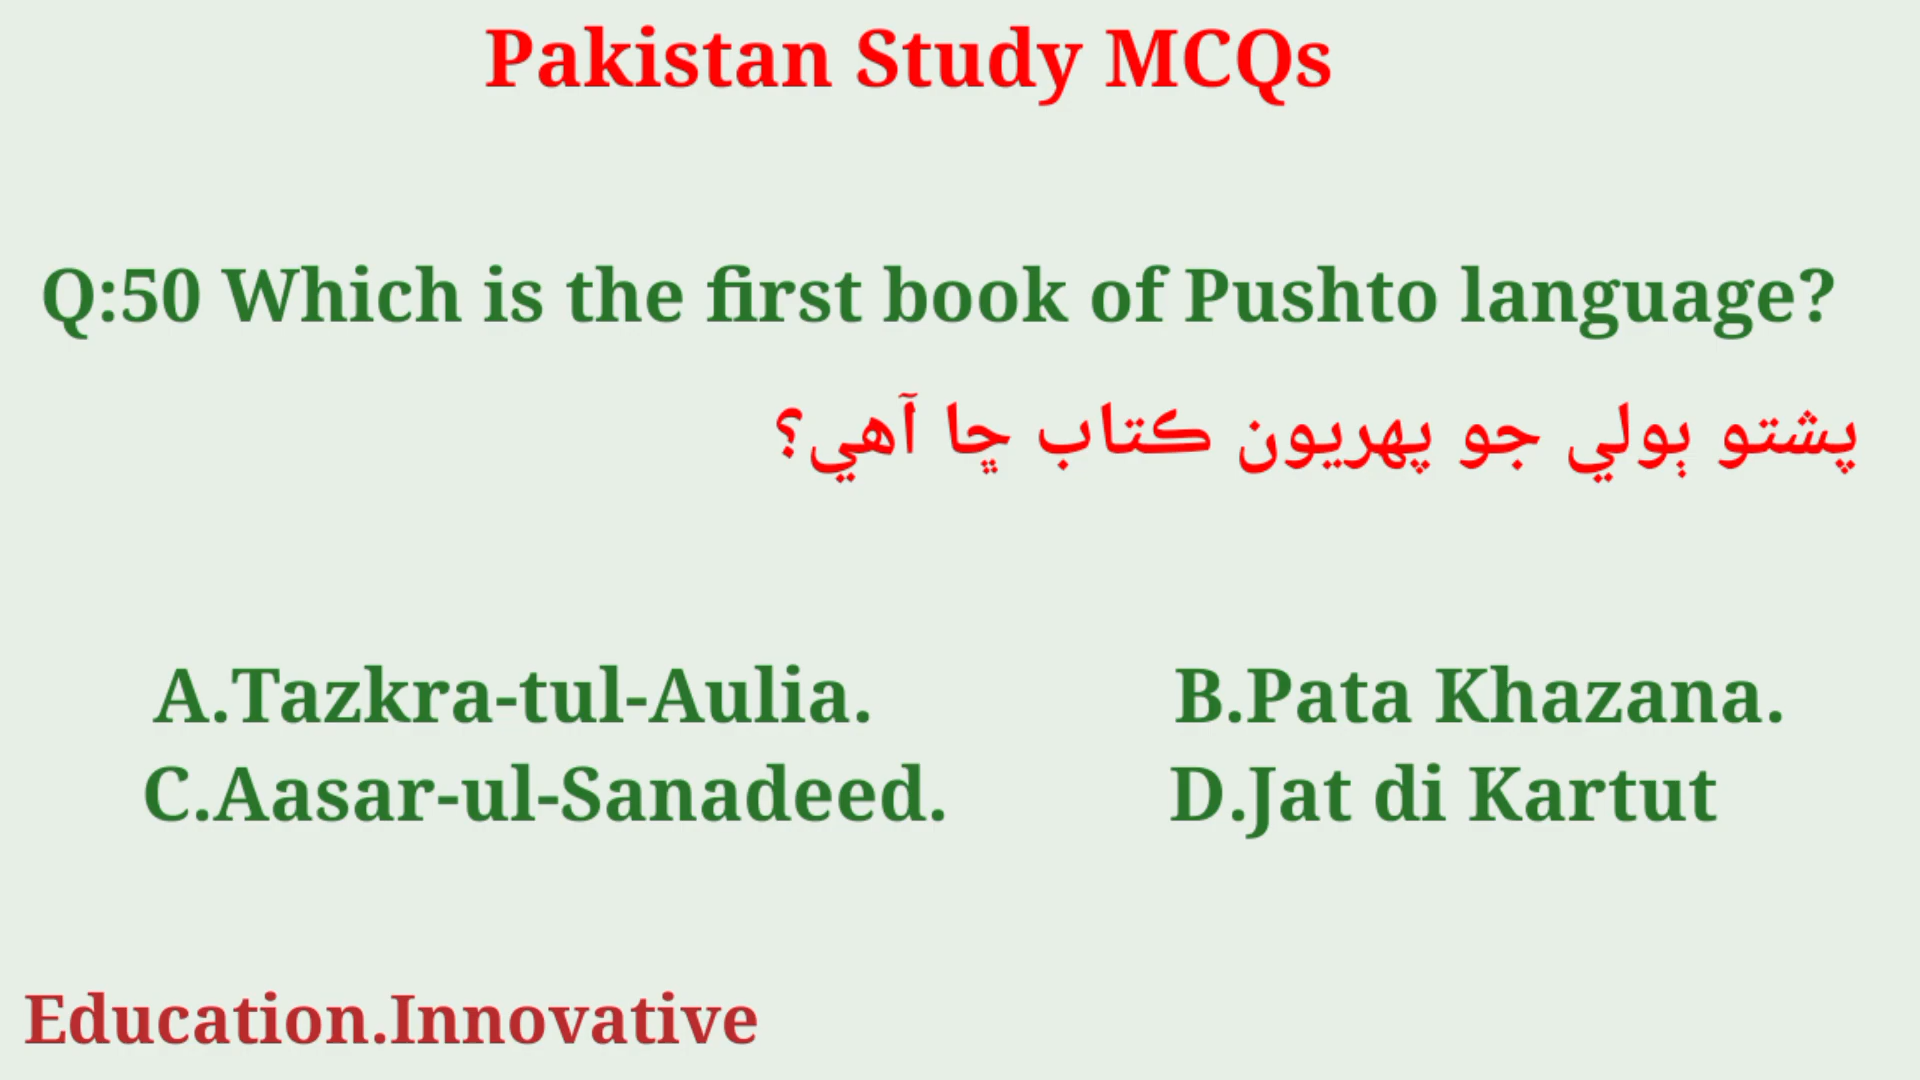 Pakistan Study MCQs
Q:50 Which is the first book of Pushto language?
پشتو ٻولي جو پهريون ڪتاب ڇا آهي؟
A.Tazkra-tul-Aulia. B.Pata Khazana.
C.Aasar-ul-Sanadeed. D.Jat di Kartut
Education.Innovative